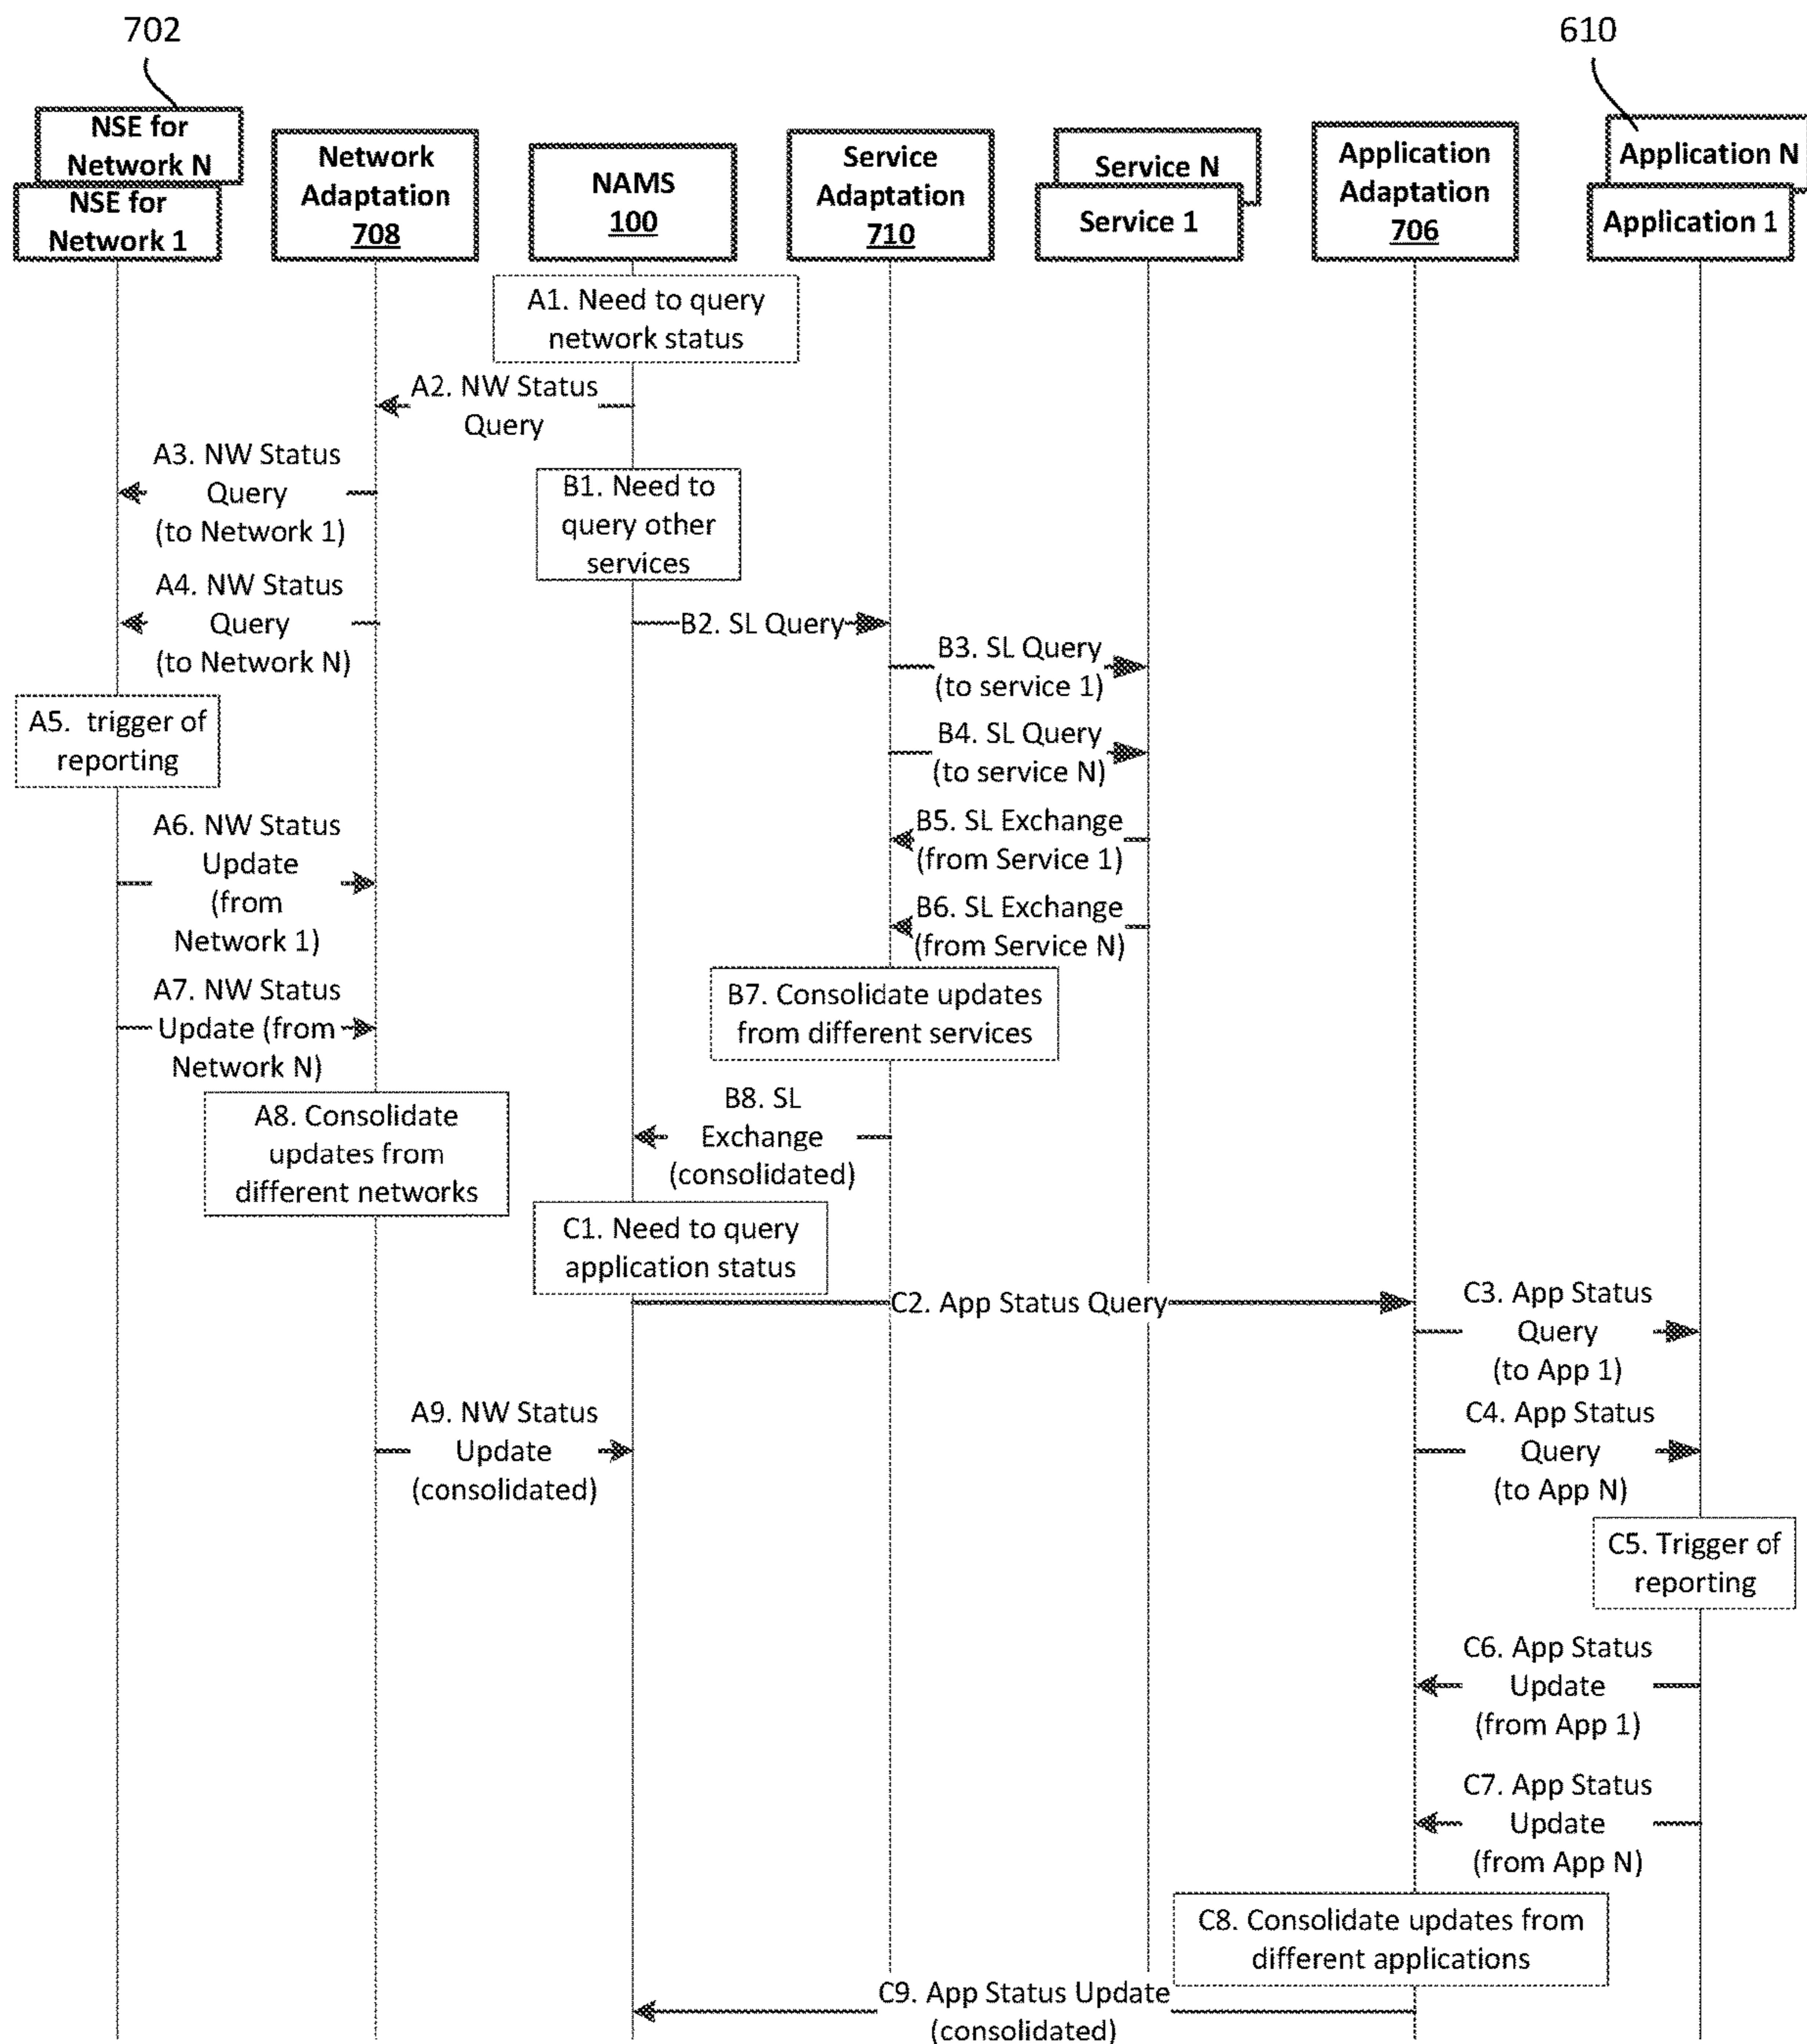 702
610
NSE for
Network N
NSE for
Network 1
Network
Adaptation
708
NAMS
100
Service
Adaptation
710
Service N
Service 1
Application
Adaptation
706
Application N
Application 1
A1. Need to query
network status
A2. NW Status
Query
A3. NW Status
Query
(to Network 1)
B1. Need to
query other
services
A4. NW Status
Query
(to Network N)
B2. SL Query
B3. SL Query
(to service 1)
A5. trigger of
reporting
B4. SL Query
(to service N)
A6. NW Status
Update
(from
Network 1)
B5. SL Exchange
(from Service 1)
B6. SL Exchange
(from Service N)
A7. NW Status
Update (from
Network N)
B7. Consolidate updates
from different services
A8. Consolidate
updates from
different networks
B8. SL
Exchange
(consolidated)
C1. Need to query
application status
C2. App Status Query
C3. App Status
Query
(to App 1)
A9. NW Status
Update
(consolidated)
C4. App Status
Query
(to App N)
C5. Trigger of
reporting
C6. App Status
Update
(from App 1)
C7. App Status
Update
(from App N)
C8. Consolidate updates from
different applications
C9. App Status Update
(consolidated)